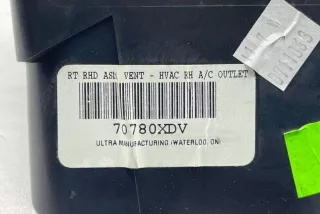 RT RHD ASM VENT - HVAC RH A/C OUTLET
70780XDV
ULTRA MANUFACTURING (WATERLOO, ON)